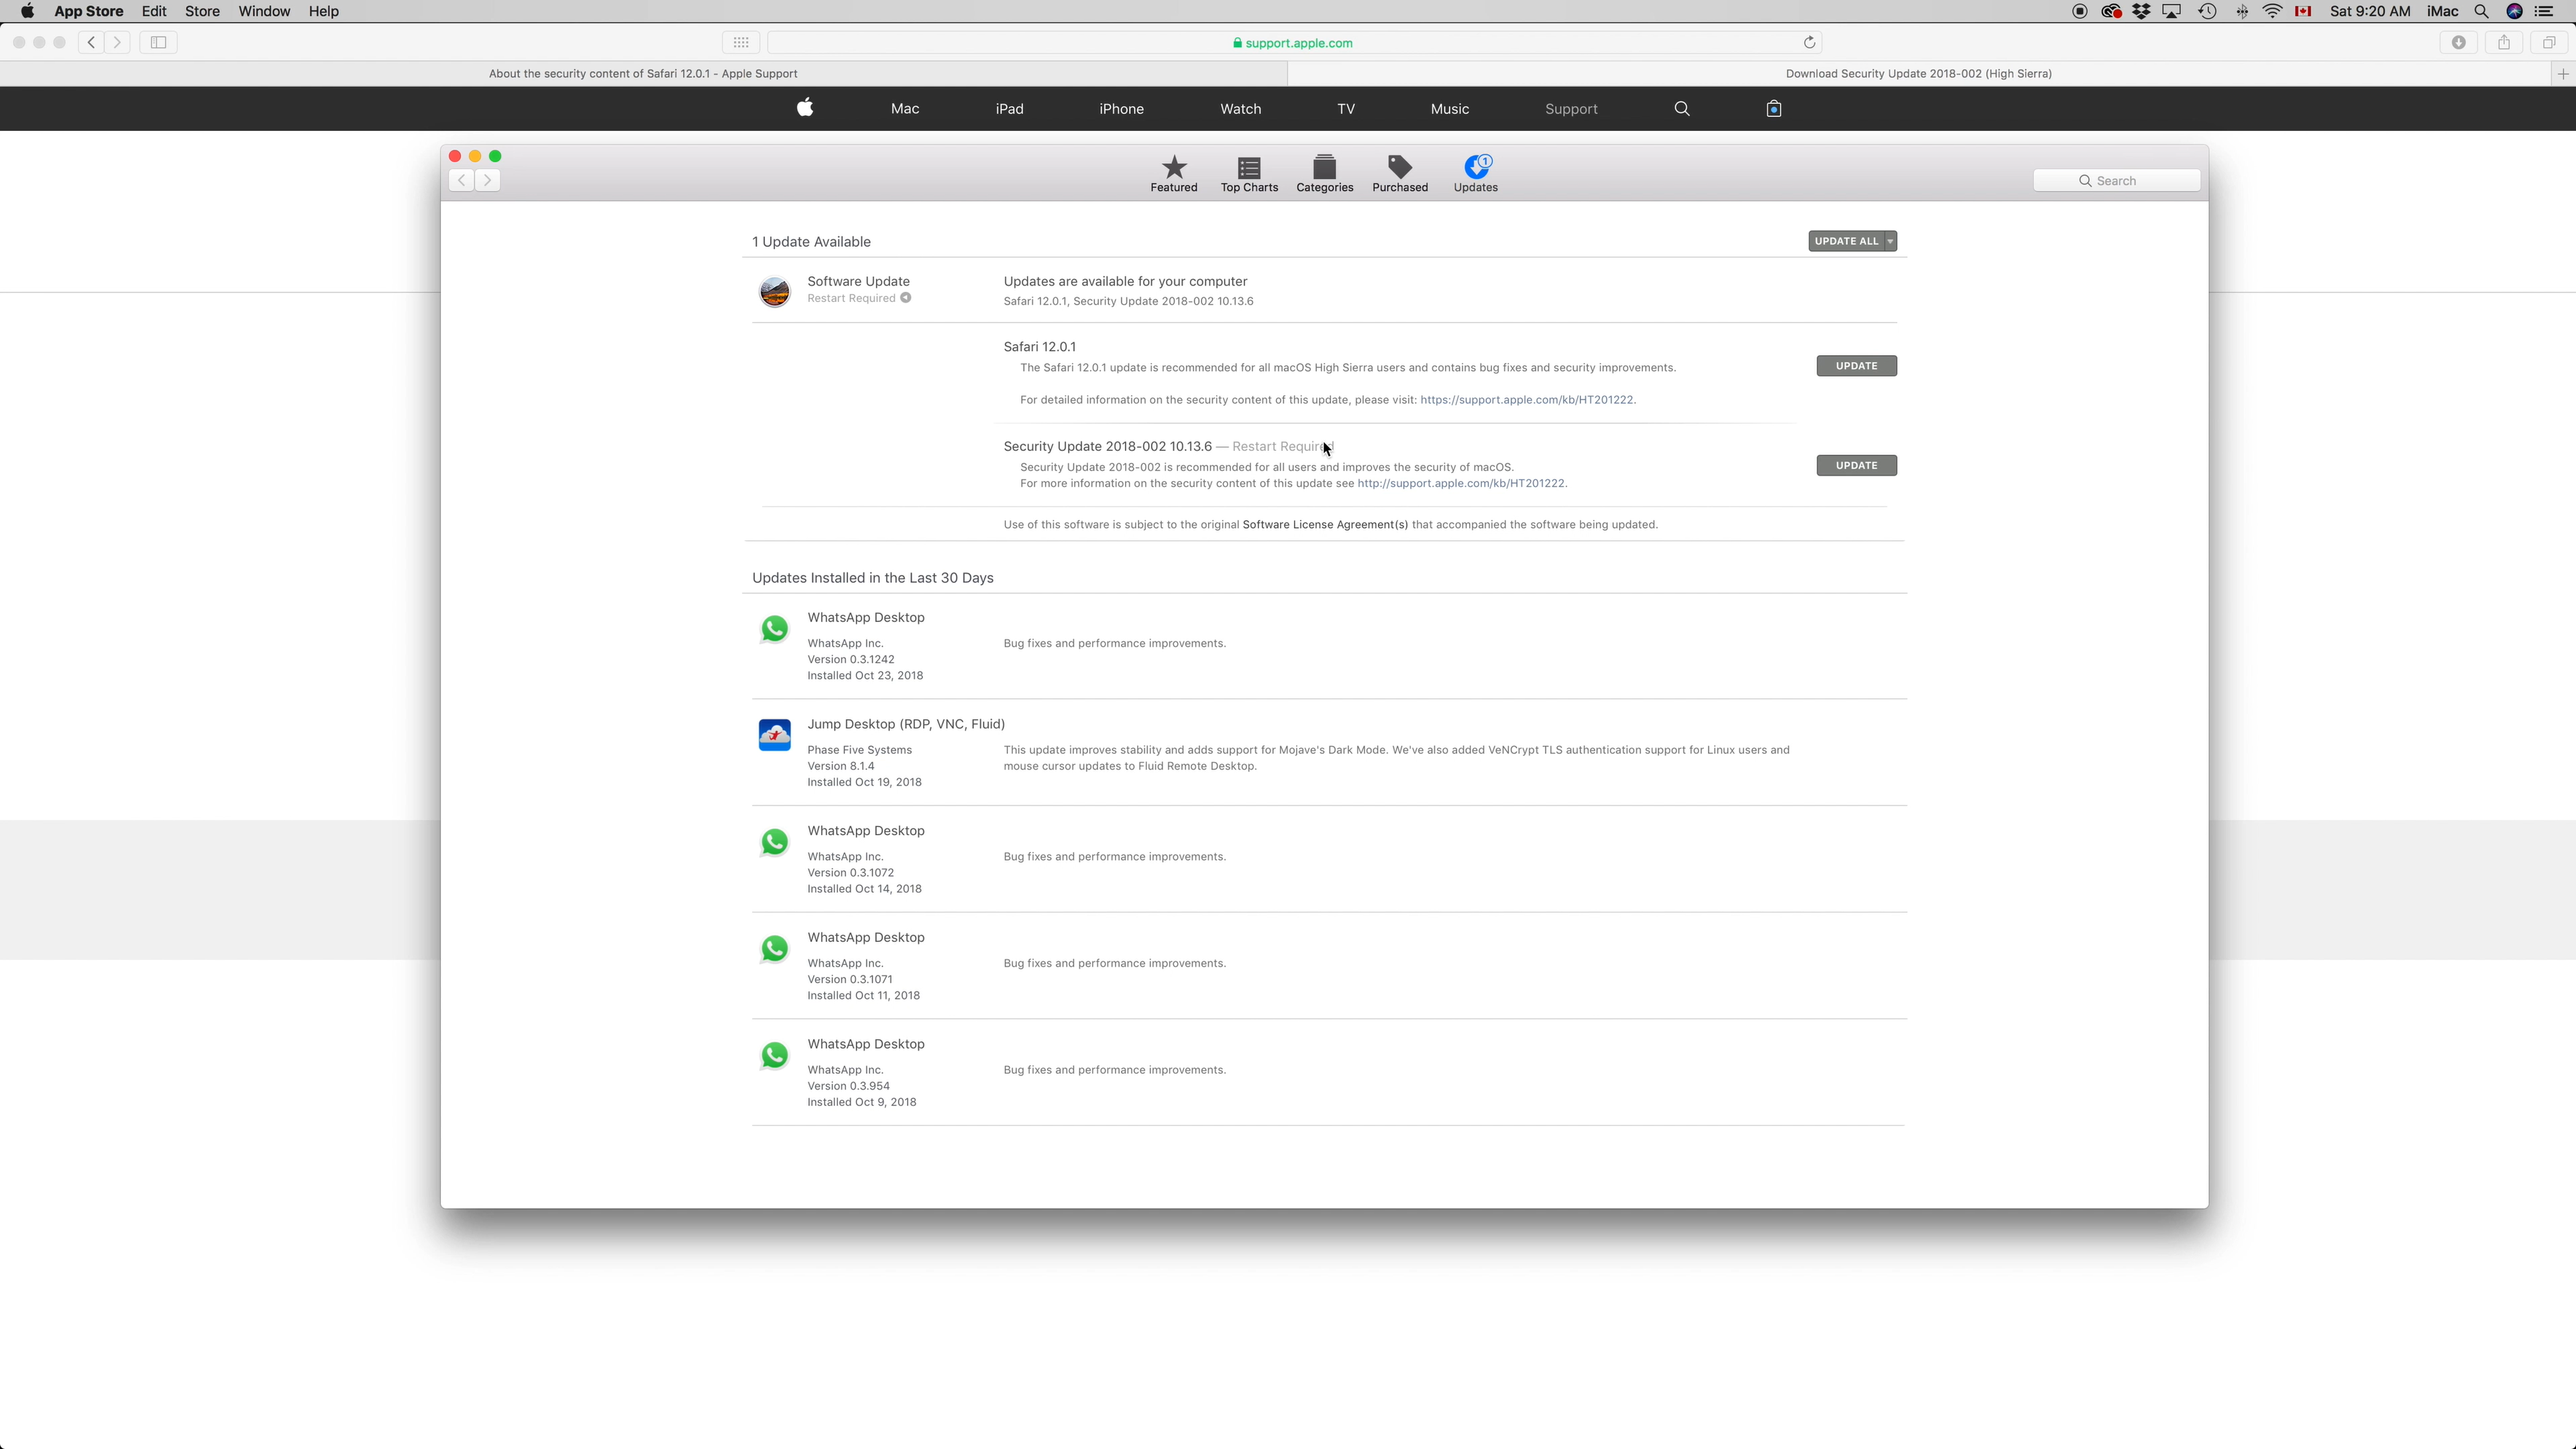 App Store Edit Store Window Help Sat 9:20 AM iMac
support.apple.com
About the security content of Safari 12.0.1 - Apple Support Download Security Update 2018-002 (High Sierra)
Mac iPad iPhone Watch TV Music Support
1
Featured Top Charts Categories Purchased Updates
Search
1 Update Available UPDATE ALL
Software Update Updates are available for your computer
Restart Required Safari 12.0.1, Security Update 2018-002 10.13.6
Safari 12.0.1
The Safari 12.0.1 update is recommended for all macOS High Sierra users and contains bug fixes and security improvements. UPDATE
For detailed information on the security content of this update, please visit: https://support.apple.com/kb/HT201222.
Security Update 2018-002 10.13.6 — Restart Required
Security Update 2018-002 is recommended for all users and improves the security of macOS. UPDATE
For more information on the security content of this update see http://support.apple.com/kb/HT201222.
Use of this software is subject to the original Software License Agreement(s) that accompanied the software being updated.
Updates Installed in the Last 30 Days
WhatsApp Desktop
WhatsApp Inc. Bug fixes and performance improvements.
Version 0.3.1242
Installed Oct 23, 2018
Jump Desktop (RDP, VNC, Fluid)
Phase Five Systems This update improves stability and adds support for Mojave's Dark Mode. We've also added VeNCrypt TLS authentication support for Linux users and
Version 8.1.4 mouse cursor updates to Fluid Remote Desktop.
Installed Oct 19, 2018
WhatsApp Desktop
WhatsApp Inc. Bug fixes and performance improvements.
Version 0.3.1072
Installed Oct 14, 2018
WhatsApp Desktop
WhatsApp Inc. Bug fixes and performance improvements.
Version 0.3.1071
Installed Oct 11, 2018
WhatsApp Desktop
WhatsApp Inc. Bug fixes and performance improvements.
Version 0.3.954
Installed Oct 9, 2018